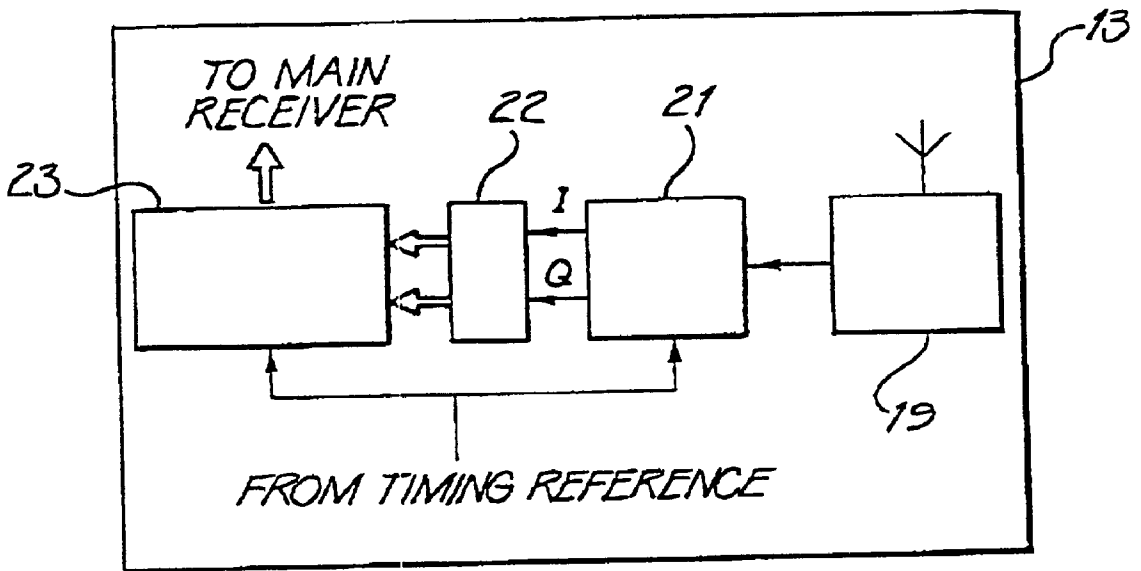 13
TO MAIN
RECEIVER
22
21
23
I
Q
19
FROM TIMING REFERENCE